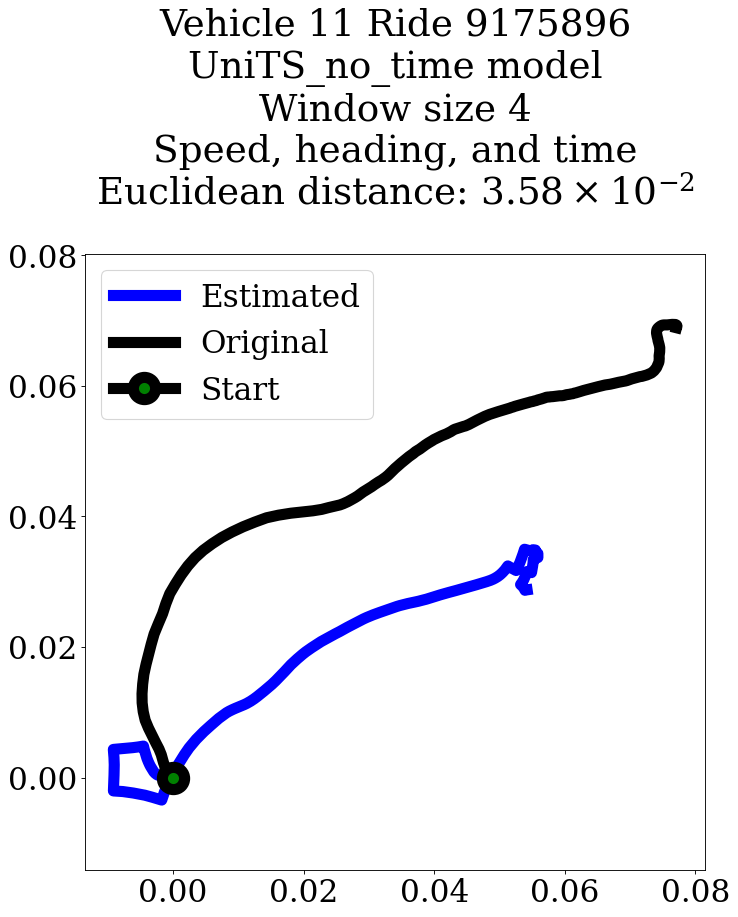 Vehicle 11 Ride 9175896
UniTS_no_time model
Window size 4
Speed, heading, and time
Euclidean distance: 3.58 × 10⁻²
0.08
0.06
0.04
0.02
0.00
Estimated
Original
Start
0.00 0.02 0.04 0.06 0.08